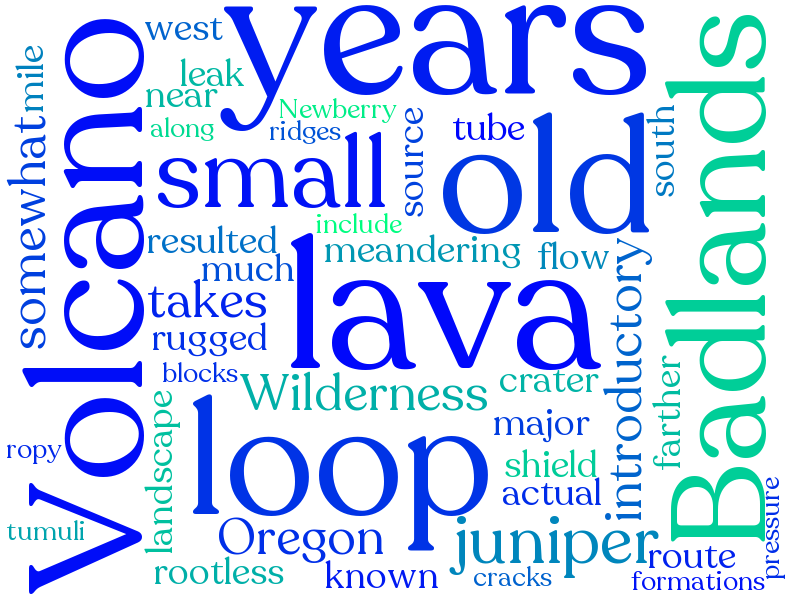 years
west
Volcano
leak
near
Newberry
along
ridges
mile
source
tube
south
Badlands
small
old
somewhat
include
resulted
meandering
flow
much
lava
introductory
takes
rugged
blocks
Wilderness
crater
farther
landscape
loop
major
shield
actual
ropy
tumuli
Oregon
juniper
route
pressure
rootless
known
cracks
formations